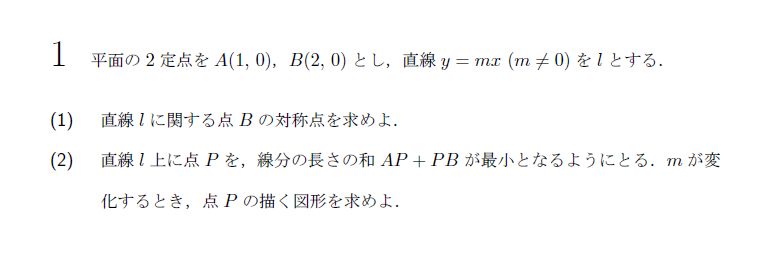 1 平面の 2 定点を A(1, 0), B(2, 0) とし, 直線 y = mx (m ≠ 0) を l とする.
(1) 直線 l に関する点 B の対称点を求めよ.
(2) 直線 l 上に点 P を, 線分の長さの和 AP + PB が最小となるようにとる. m が変
化するとき, 点 P の描く図形を求めよ.